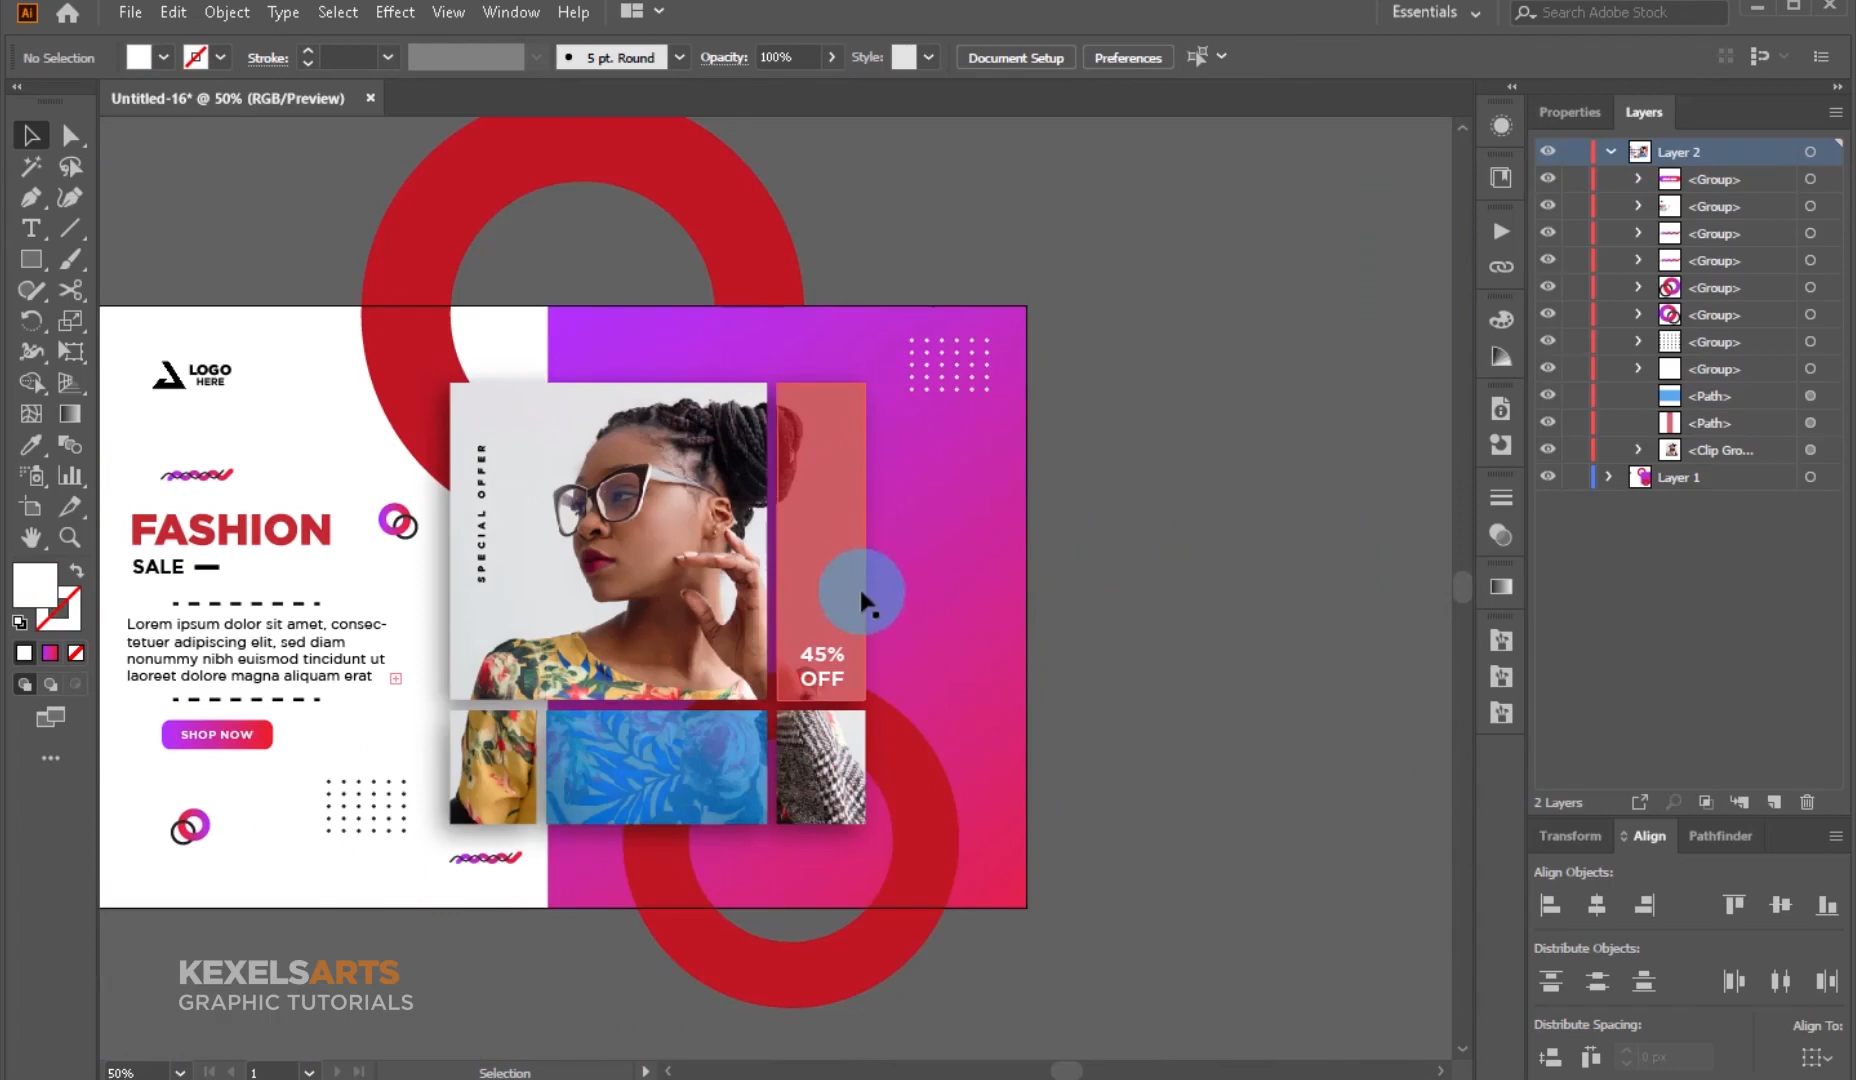 Ai File Edit Object Type Select Effect View Window Help Essentials Search Adobe Stock
No Selection Stroke: 5 pt. Round Opacity: 100% Style: Document Setup Preferences
Untitled-16* @ 50% (RGB/Preview) ×
Properties Layers
Layer 2
<Group>
<Group>
<Group>
<Group>
<Group>
<Group>
<Group>
<Group>
<Path>
<Path>
<Clip Gro...
Layer 1
LOGO
HERE
SPECIAL OFFER
FASHION
SALE
Lorem ipsum dolor sit amet, consec-
tetuer adipiscing elit, sed diam
nonummy nibh euismod tincidunt ut
laoreet dolore magna aliquam erat
SHOP NOW
45%
OFF
KEXELSARTS
GRAPHIC TUTORIALS
2 Layers
Transform Align Pathfinder
Align Objects:
Distribute Objects:
Distribute Spacing: Align To:
0 px
50% 1 Selection